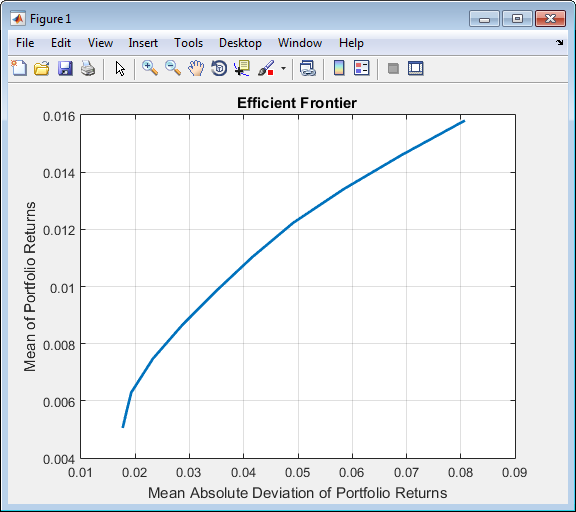 Figure 1
File Edit View Insert Tools Desktop Window Help
Efficient Frontier
0.016
0.014
0.012
0.01
0.008
0.006
0.004
Mean of Portfolio Returns
0.01 0.02 0.03 0.04 0.05 0.06 0.07 0.08 0.09
Mean Absolute Deviation of Portfolio Returns